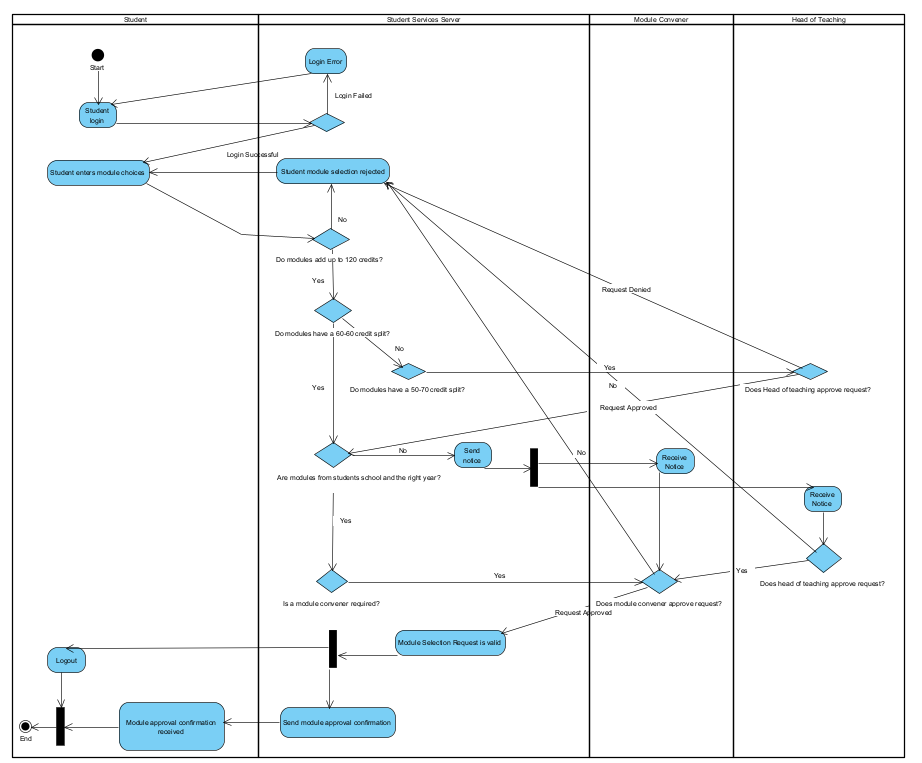 Student
Student Services Server
Module Convener
Head of Teaching
Start
Login Error
Login Failed
Student
login
Login Successful
Student enters module choices
Student module selection rejected
No
Do modules add up to 120 credits?
Yes
Request Denied
Do modules have a 60-60 credit split?
No
Yes
Do modules have a 50-70 credit split?
Yes
No
Does Head of teaching approve request?
Request Approved
No
Send
notice
No
Receive
Notice
Are modules from students school and the right year?
Receive
Notice
Yes
Yes
Yes
Does head of teaching approve request?
Is a module convener required?
Does module convener approve request?
Request Approved
Module Selection Request is valid
Logout
Module approval confirmation
received
Send module approval confirmation
End